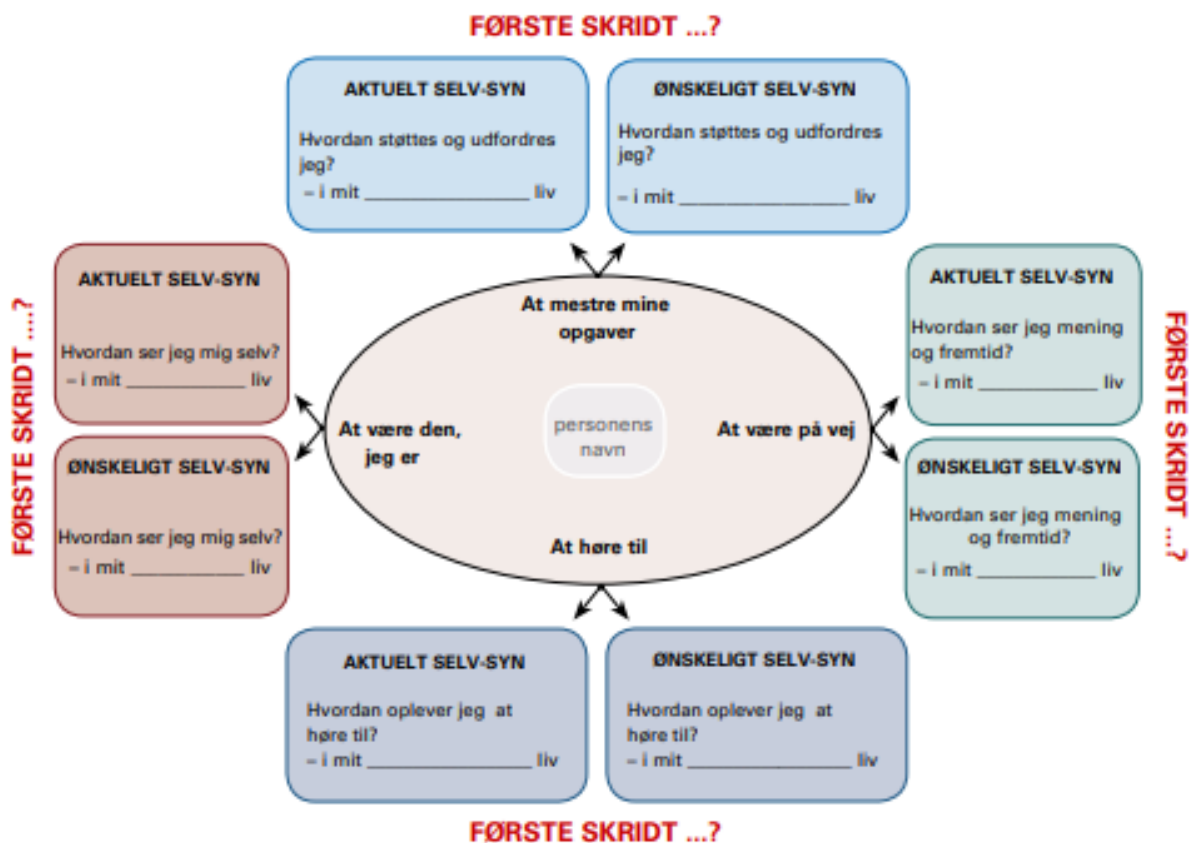 FØRSTE SKRIDT ...?
AKTUELT SELV-SYN
Hvordan støttes og udfordres
jeg?
– i mit _________________ liv
ØNSKELIGT SELV-SYN
Hvordan støttes og udfordres
jeg?
– i mit _________________ liv
FØRSTE SKRIDT ....?
AKTUELT SELV-SYN
Hvordan ser jeg mig selv?
– i mit ____________ liv
ØNSKELIGT SELV-SYN
Hvordan ser jeg mig selv?
– i mit ____________ liv
At mestre mine
opgaver
At være den,
jeg er
personens
navn
At være på vej
At høre til
AKTUELT SELV-SYN
Hvordan ser jeg mening
og fremtid?
– i mit ____________ liv
ØNSKELIGT SELV-SYN
Hvordan ser jeg mening
og fremtid?
– i mit ____________ liv
FØRSTE SKRIDT ...?
AKTUELT SELV-SYN
Hvordan oplever jeg at
høre til?
– i mit _________________ liv
ØNSKELIGT SELV-SYN
Hvordan oplever jeg at
høre til?
– i mit _________________ liv
FØRSTE SKRIDT ...?